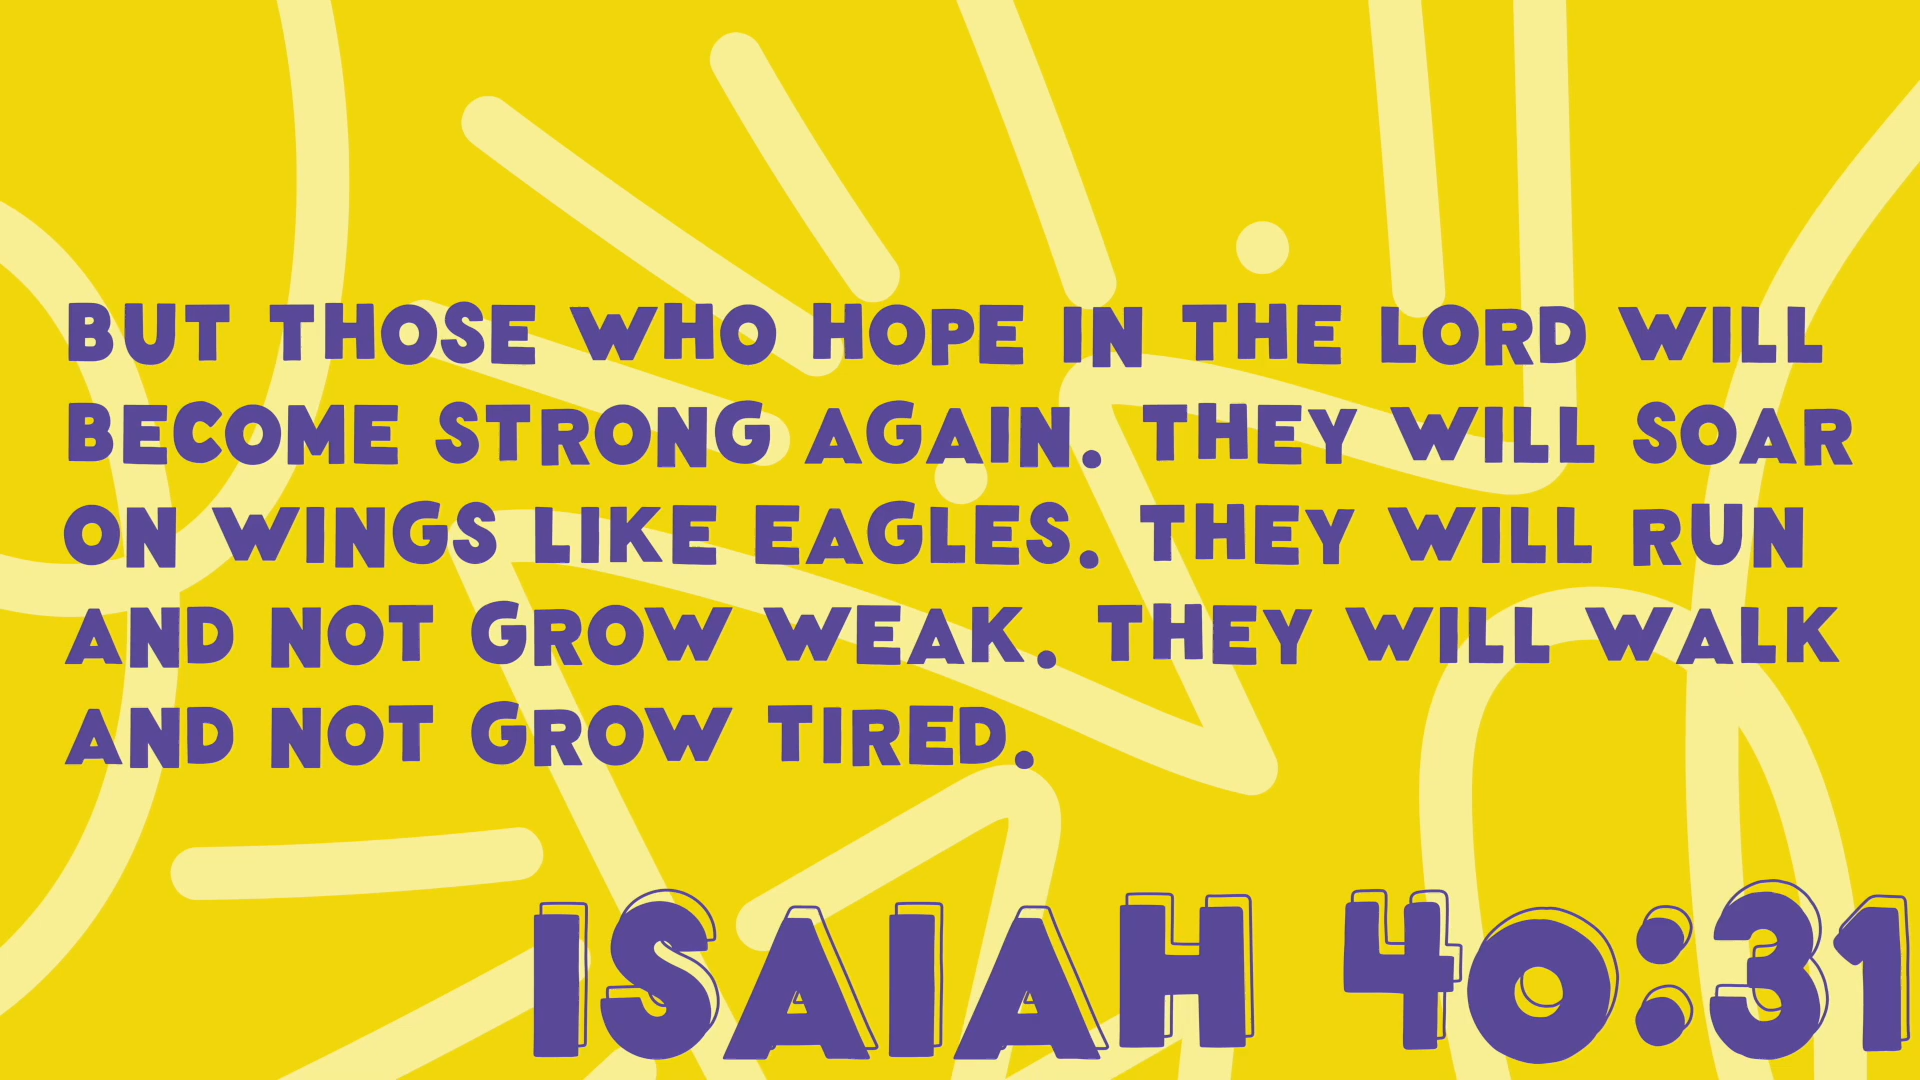 BUT THOSE WHO HOPE IN THE LORD WILL
BECOME STRONG AGAIN. THEY WILL SOAR
ON WINGS LIKE EAGLES. THEY WILL RUN
AND NOT GROW WEAK. THEY WILL WALK
AND NOT GROW TIRED.
ISAIAH 40:31